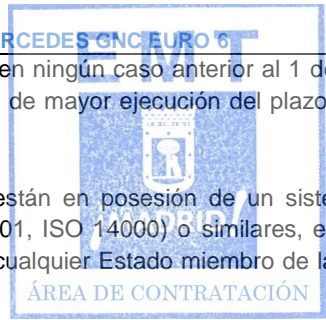 RCEDES GNC EURO 6
EMT
en ningún caso anterior al 1 de
de mayor ejecución del plazo
están en posesión de un siste
01, ISO 14000) o similares, e
¡MADRID!
cualquier Estado miembro de la
ÁREA DE CONTRATACIÓN